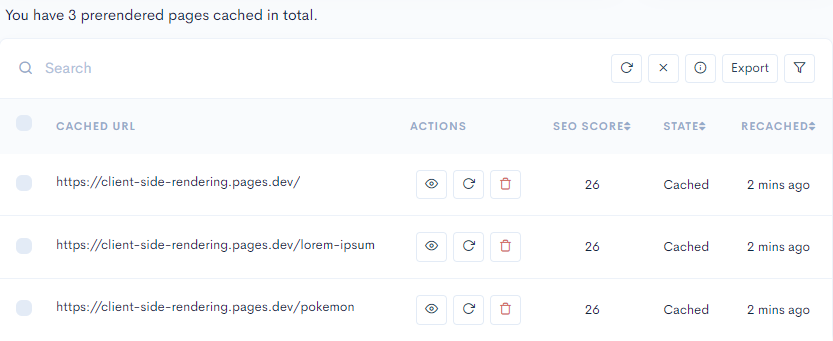 You have 3 prerendered pages cached in total.
Search
Export
CACHED URL ACTIONS SEO SCORE STATE RECACHED
https://client-side-rendering.pages.dev/ 26 Cached 2 mins ago
https://client-side-rendering.pages.dev/lorem-ipsum 26 Cached 2 mins ago
https://client-side-rendering.pages.dev/pokemon 26 Cached 2 mins ago